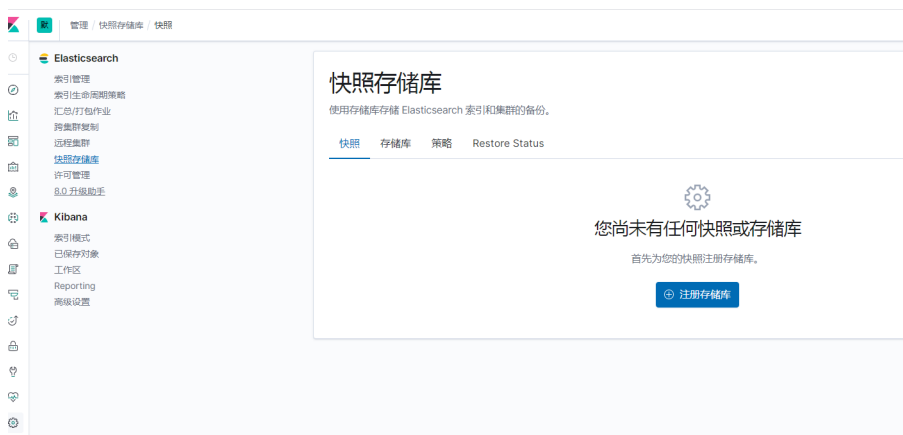 默 管理 / 快照存储库 / 快照
Elasticsearch
索引管理
索引生命周期策略
汇总/打包作业
跨集群复制
远程集群
快照存储库
许可管理
8.0 升级助手
Kibana
索引模式
已保存对象
工作区
Reporting
高级设置
快照存储库
使用存储库存储 Elasticsearch 索引和集群的备份。
快照 存储库 策略 Restore Status
您尚未有任何快照或存储库
首先为您的快照注册存储库。
注册存储库